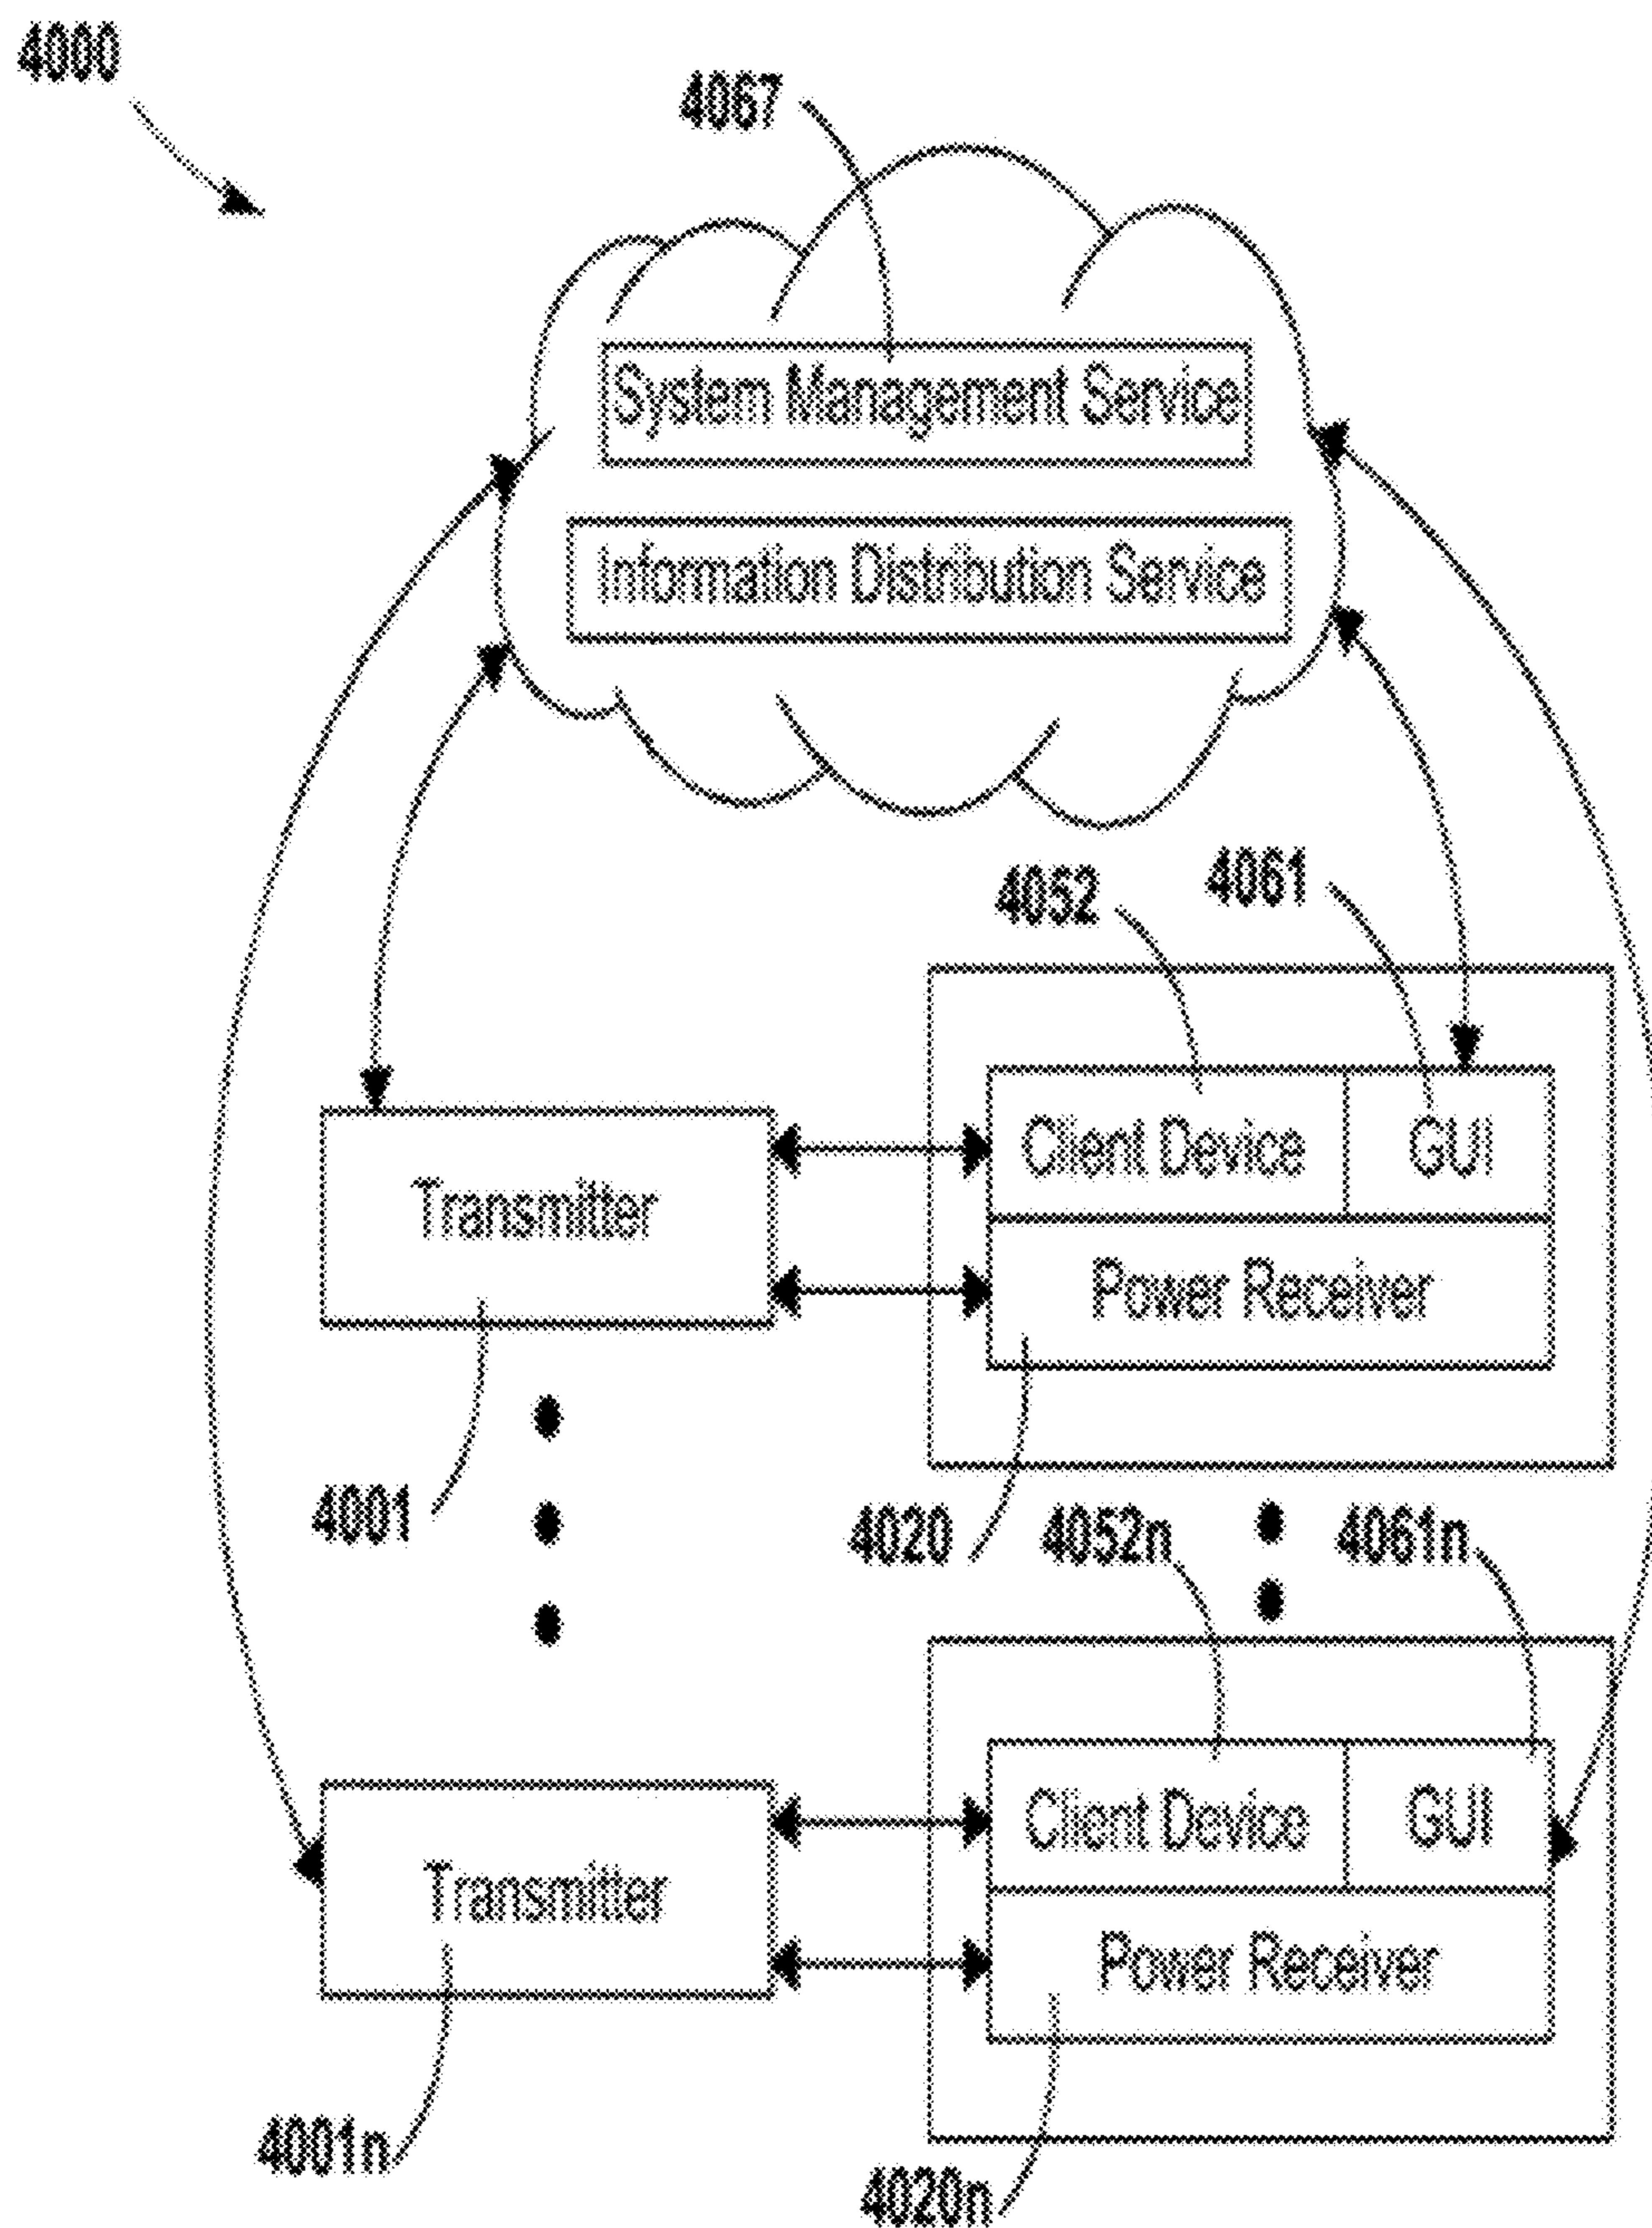 4000
4067
System Management Service
Information Distribution Service
4052
4061
Client Device
GUI
Transmitter
Power Receiver
4001
4020
4052n
4061n
Client Device
GUI
Transmitter
Power Receiver
4001n
4020n